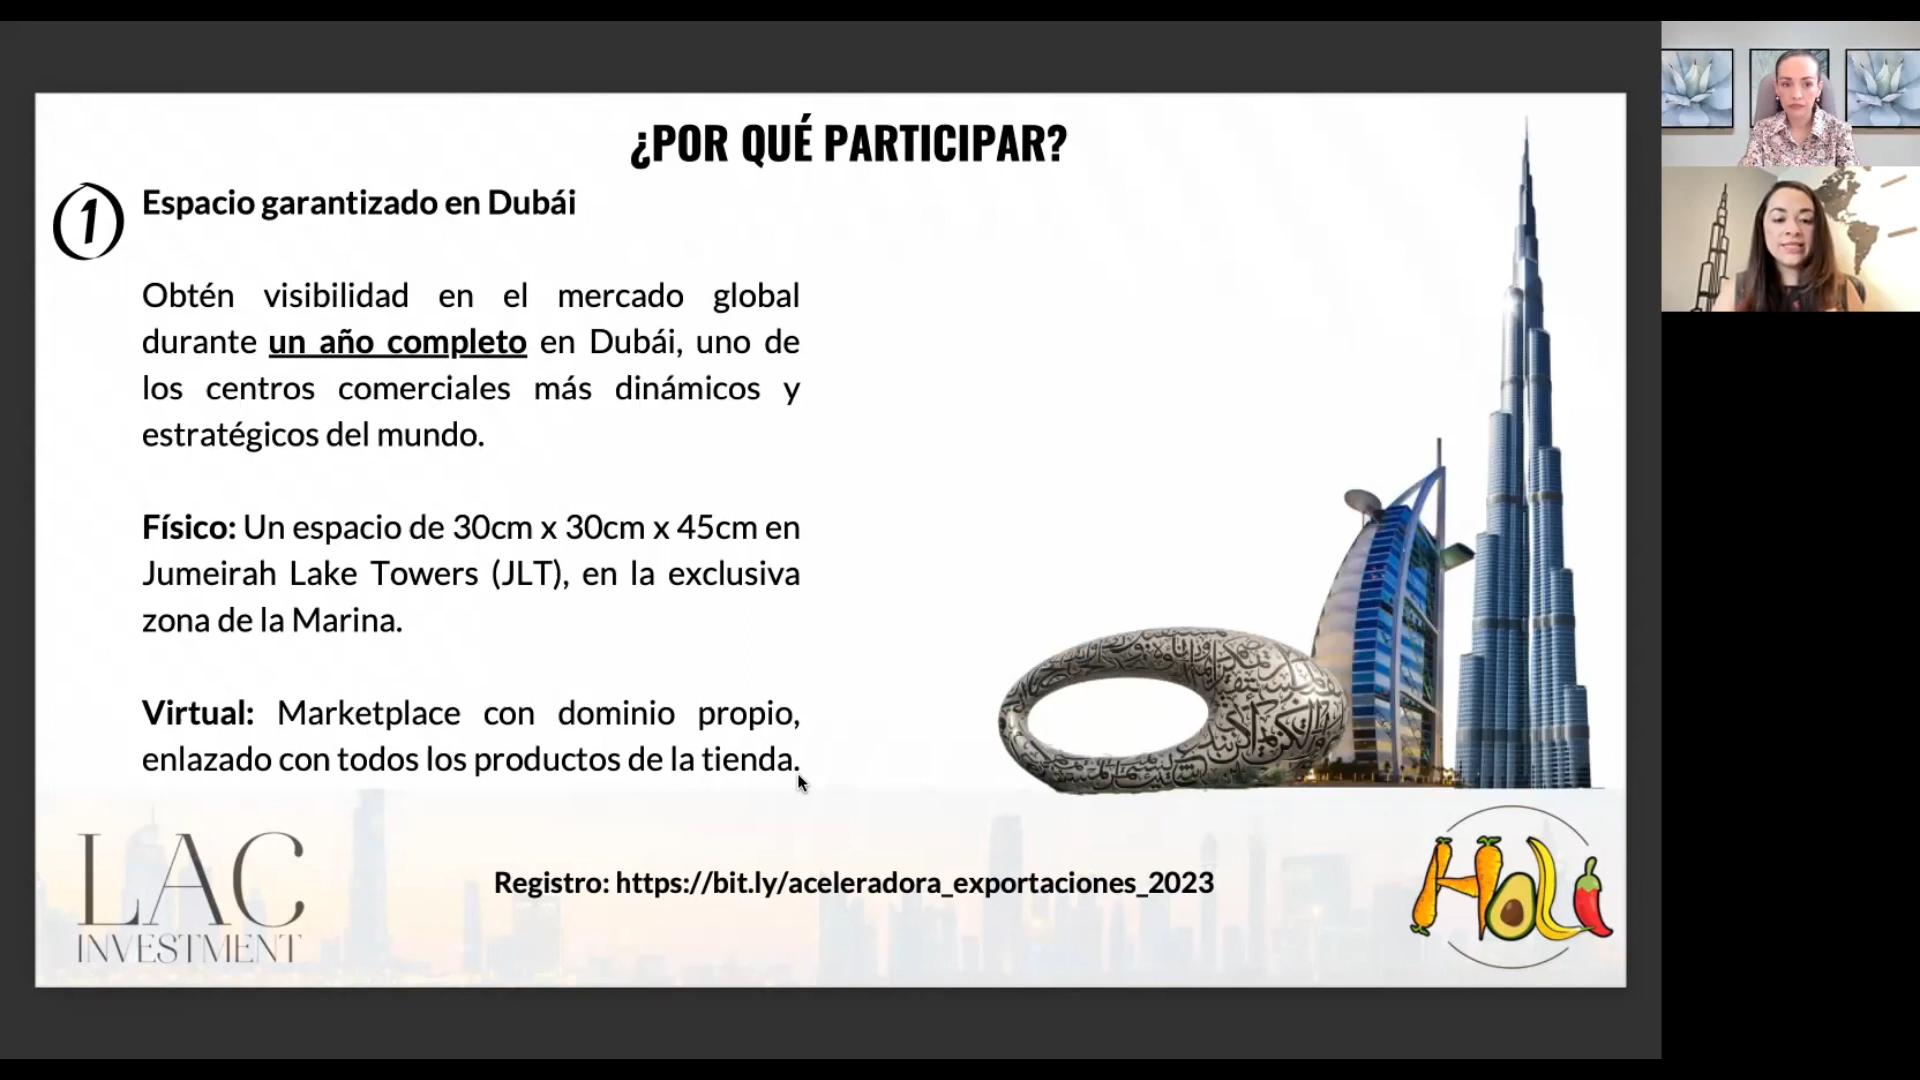 ¿POR QUÉ PARTICIPAR?
1
Espacio garantizado en Dubái
Obtén visibilidad en el mercado global
durante un año completo en Dubái, uno de
los centros comerciales más dinámicos y
estratégicos del mundo.
Físico: Un espacio de 30cm x 30cm x 45cm en
Jumeirah Lake Towers (JLT), en la exclusiva
zona de la Marina.
Virtual: Marketplace con dominio propio,
enlazado con todos los productos de la tienda.
LAC
INVESTMENT
Registro: https://bit.ly/aceleradora_exportaciones_2023
Holi